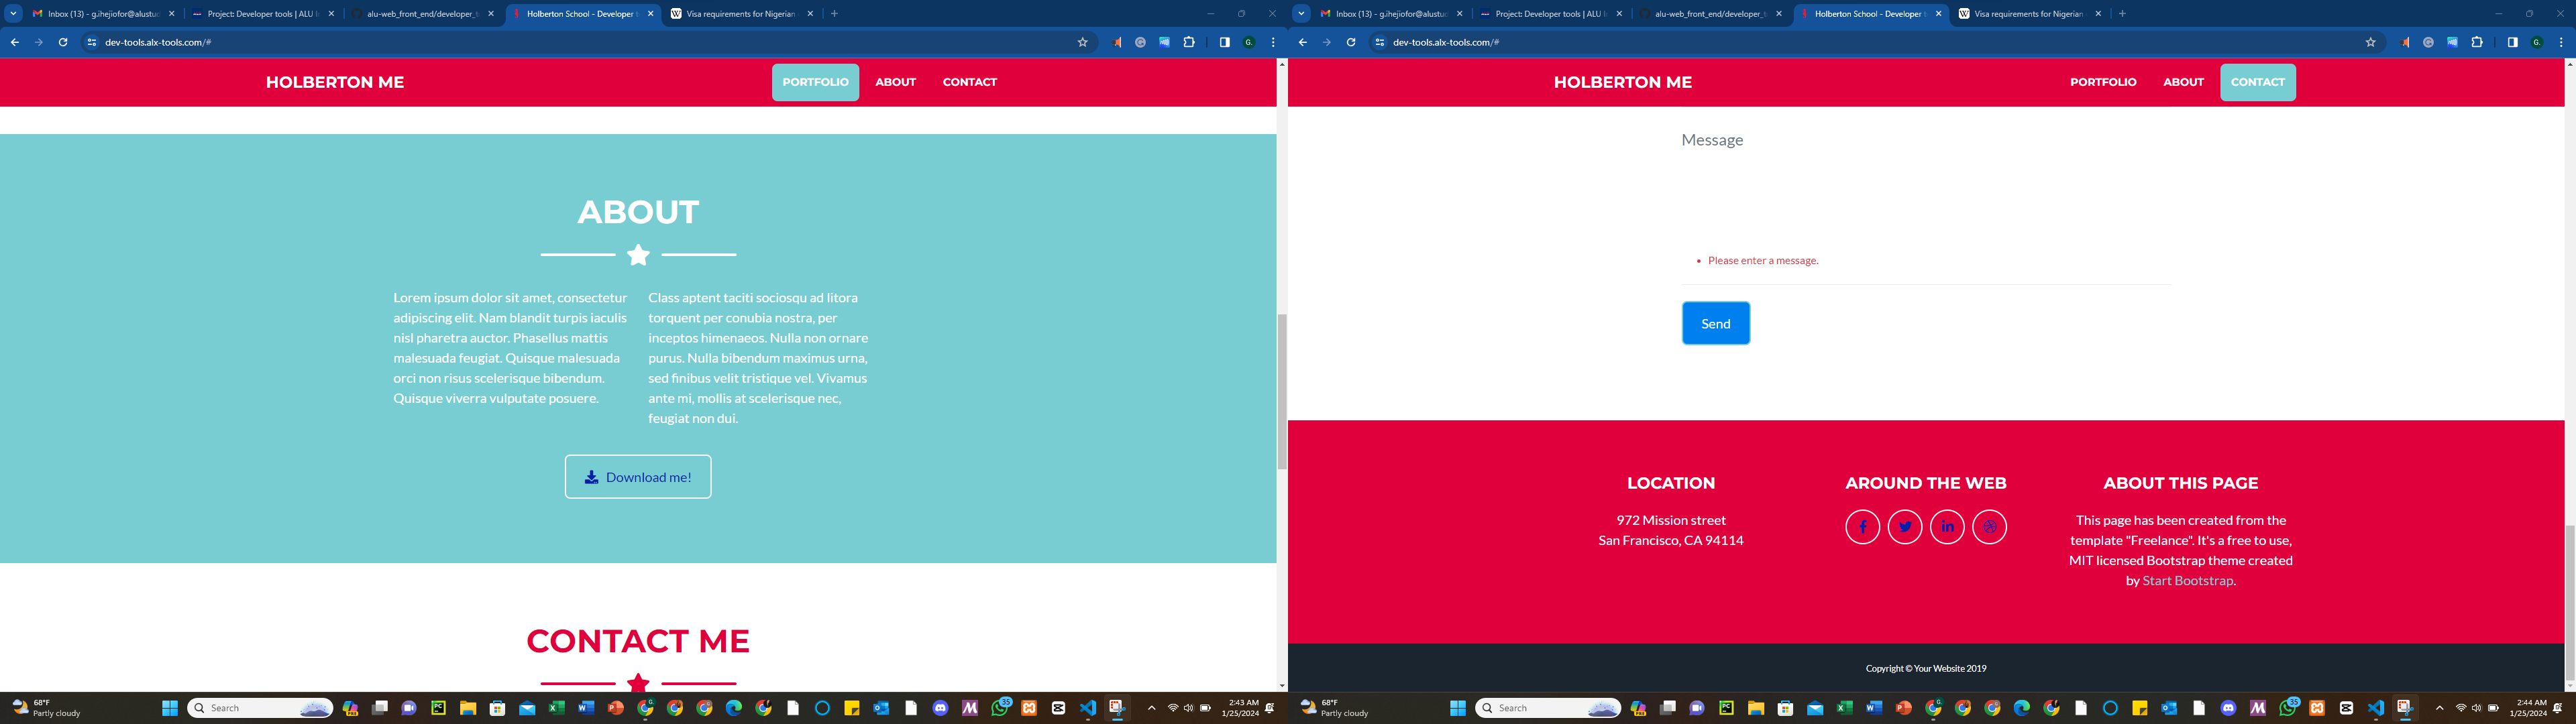 Inbox (13) - g.ihejiofor@alustuc
Project: Developer tools | ALU I
alu-web_front_end/developer_t
Holberton School - Developer t
Visa requirements for Nigerian
dev-tools.alx-tools.com/#
HOLBERTON ME
PORTFOLIO
ABOUT
CONTACT
ABOUT
Lorem ipsum dolor sit amet, consectetur
adipiscing elit. Nam blandit turpis iaculis
nisl pharetra auctor. Phasellus mattis
malesuada feugiat. Quisque malesuada
orci non risus scelerisque bibendum.
Quisque viverra vulputate posuere.
Class aptent taciti sociosqu ad litora
torquent per conubia nostra, per
inceptos himenaeos. Nulla non ornare
purus. Nulla bibendum maximus urna,
sed finibus velit tristique vel. Vivamus
ante mi, mollis at scelerisque nec,
feugiat non dui.
Download me!
CONTACT ME
68°F
Partly cloudy
Search
35
2:43 AM
1/25/2024
Inbox (13) - g.ihejiofor@alustuc
Project: Developer tools | ALU I
alu-web_front_end/developer_t
Holberton School - Developer t
Visa requirements for Nigerian
dev-tools.alx-tools.com/#
HOLBERTON ME
PORTFOLIO
ABOUT
CONTACT
Message
• Please enter a message.
Send
LOCATION
972 Mission street
San Francisco, CA 94114
AROUND THE WEB
ABOUT THIS PAGE
This page has been created from the
template "Freelance". It's a free to use,
MIT licensed Bootstrap theme created
by Start Bootstrap.
Copyright © Your Website 2019
68°F
Partly cloudy
Search
35
2:44 AM
1/25/2024